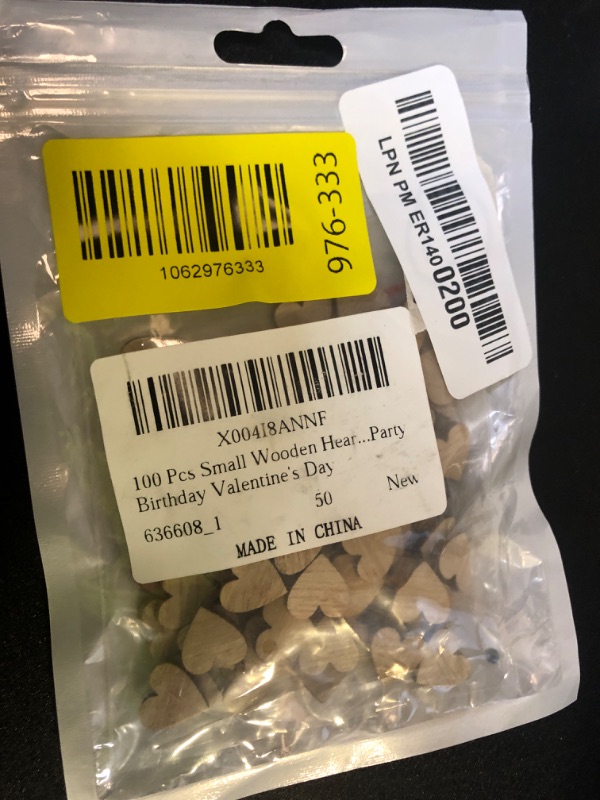 976-333
1062976333
LPN PM ER1400200
X004I8ANNF
100 Pcs Small Wooden Hear...Party
Birthday Valentine's Day
50 New
636608_1
MADE IN CHINA